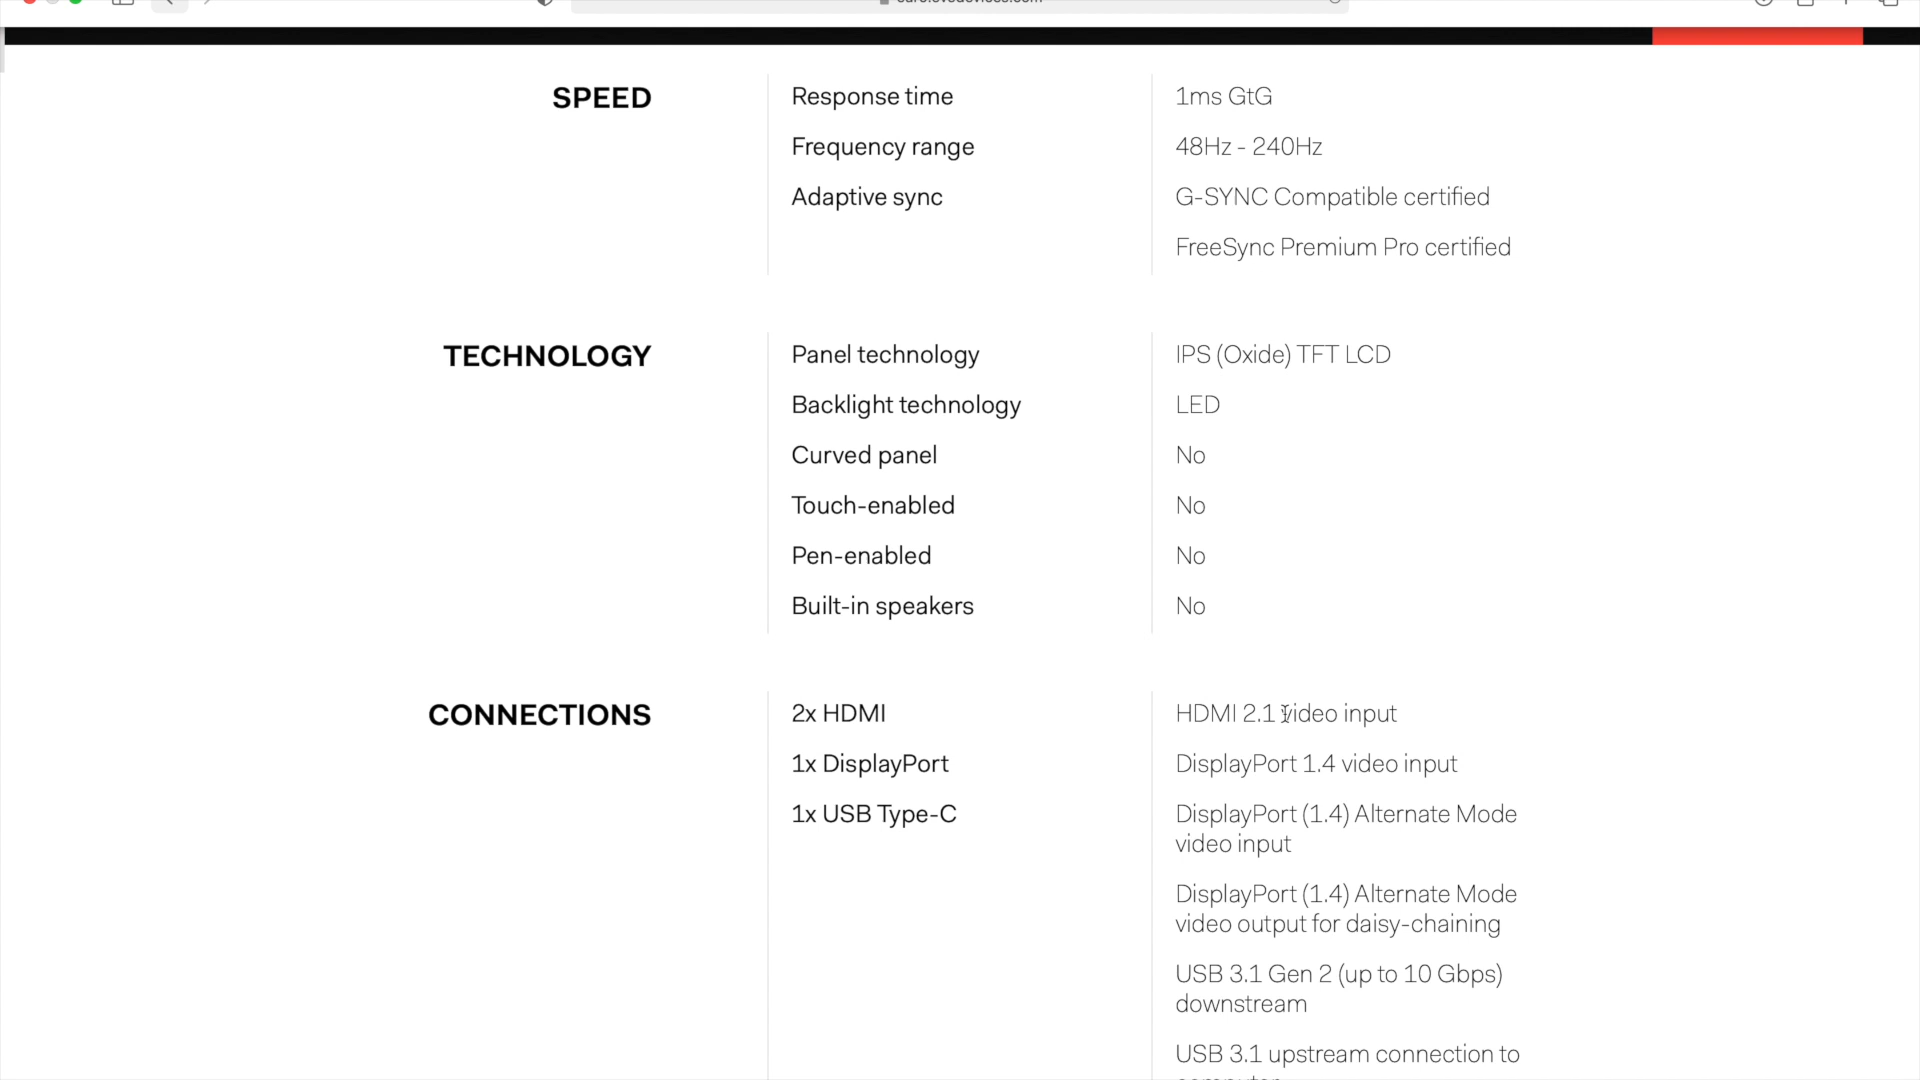 SPEED
Response time
1ms GtG
Frequency range
48Hz - 240Hz
Adaptive sync
G-SYNC Compatible certified
FreeSync Premium Pro certified
TECHNOLOGY
Panel technology
IPS (Oxide) TFT LCD
Backlight technology
LED
Curved panel
No
Touch-enabled
No
Pen-enabled
No
Built-in speakers
No
CONNECTIONS
2x HDMI
HDMI 2.1 video input
1x DisplayPort
DisplayPort 1.4 video input
1x USB Type-C
DisplayPort (1.4) Alternate Mode
video input
DisplayPort (1.4) Alternate Mode
video output for daisy-chaining
USB 3.1 Gen 2 (up to 10 Gbps)
downstream
USB 3.1 upstream connection to